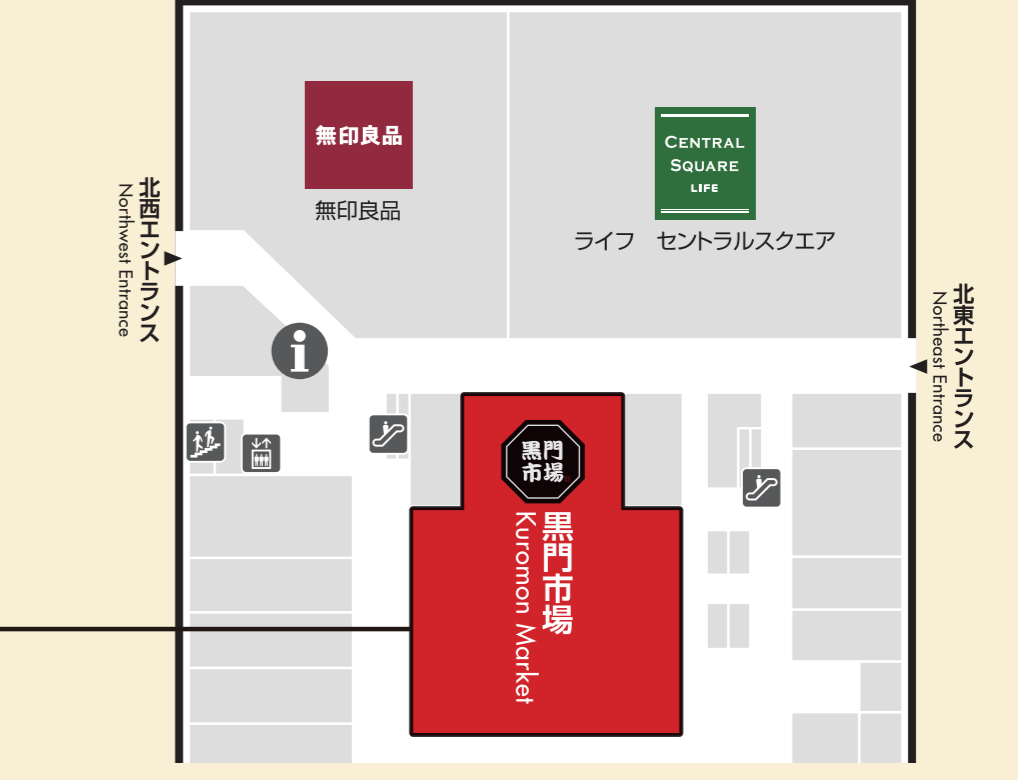 無印良品
無印良品
CENTRAL
SQUARE
LIFE
ライフ　セントラルスクエア
北西エントランス
Northwest Entrance
北東エントランス
Northeast Entrance
i
黒門
市場
黒門市場
Kuromon Market